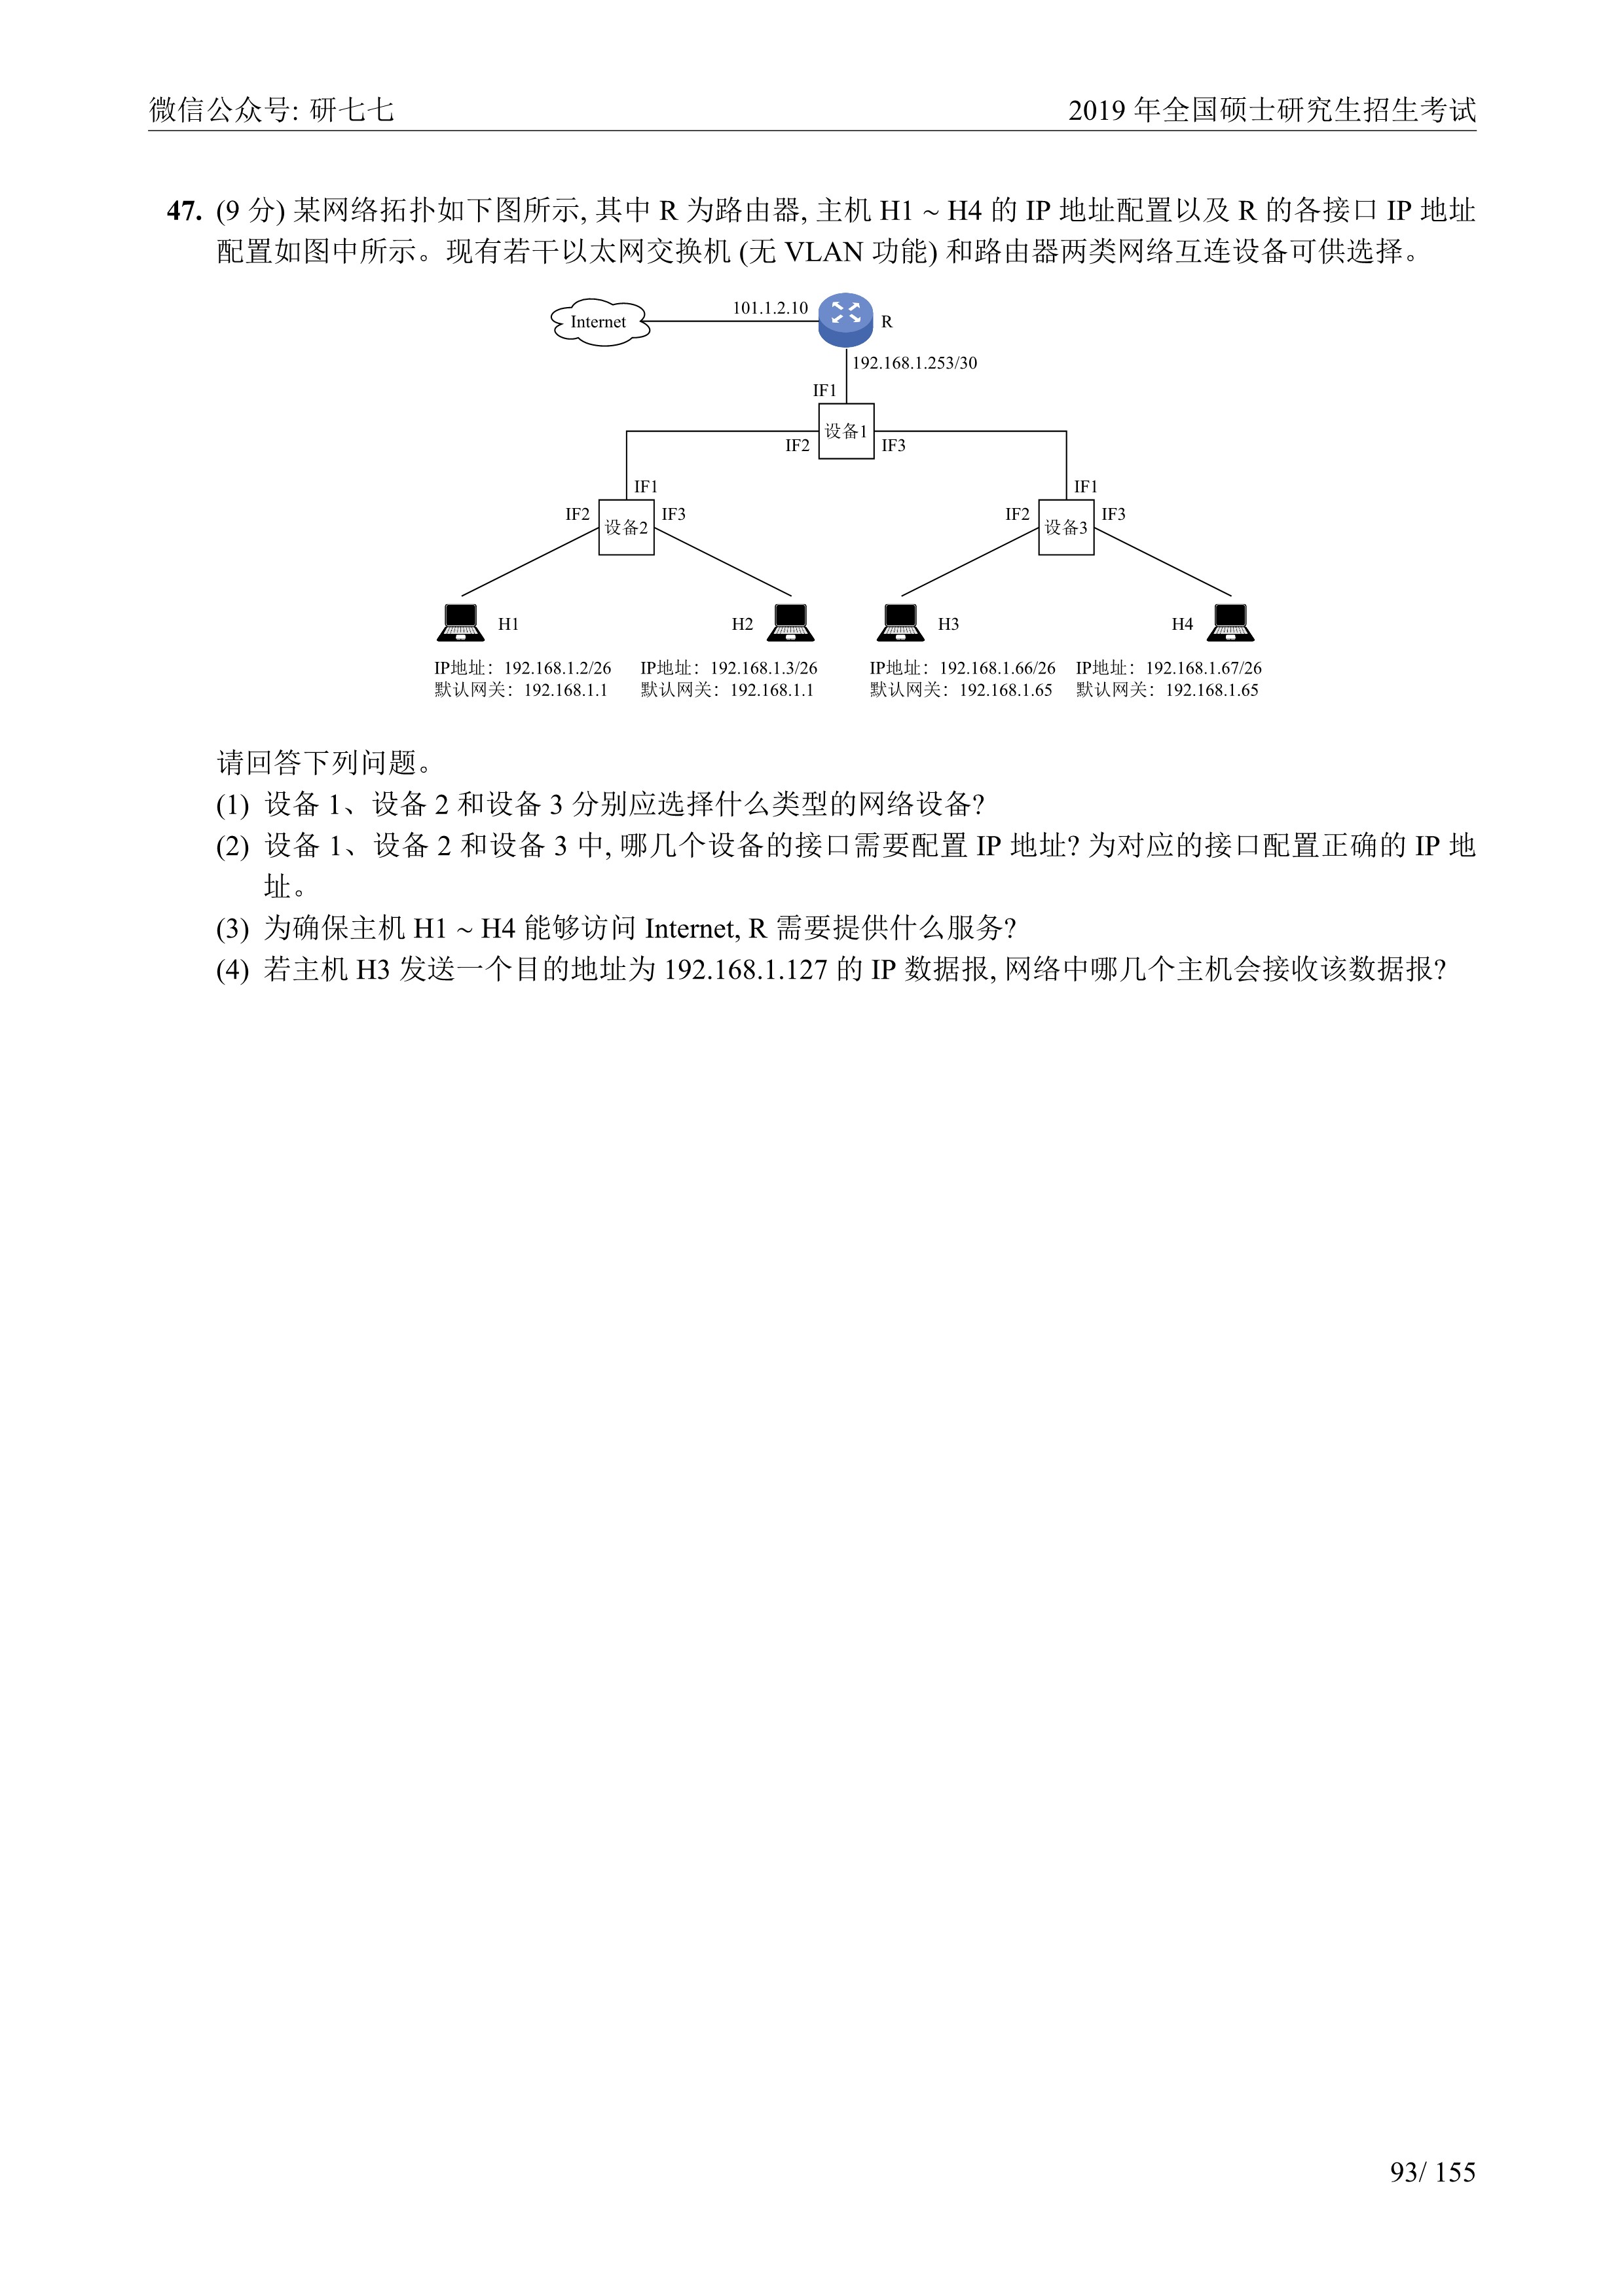 微信公众号: 研七七
2019 年全国硕士研究生招生考试
47. (9 分) 某网络拓扑如下图所示, 其中 R 为路由器, 主机 H1 ~ H4 的 IP 地址配置以及 R 的各接口 IP 地址
配置如图中所示。现有若干以太网交换机 (无 VLAN 功能) 和路由器两类网络互连设备可供选择。
Internet
101.1.2.10
R
192.168.1.253/30
IF1
设备1
IF2
IF3
IF1
IF1
IF2
设备2
IF3
IF2
设备3
IF3
H1
H2
H3
H4
IP地址：192.168.1.2/26
默认网关：192.168.1.1
IP地址：192.168.1.3/26
默认网关：192.168.1.1
IP地址：192.168.1.66/26
默认网关：192.168.1.65
IP地址：192.168.1.67/26
默认网关：192.168.1.65
请回答下列问题。
(1) 设备 1、设备 2 和设备 3 分别应选择什么类型的网络设备?
(2) 设备 1、设备 2 和设备 3 中, 哪几个设备的接口需要配置 IP 地址? 为对应的接口配置正确的 IP 地
址。
(3) 为确保主机 H1 ~ H4 能够访问 Internet, R 需要提供什么服务?
(4) 若主机 H3 发送一个目的地址为 192.168.1.127 的 IP 数据报, 网络中哪几个主机会接收该数据报?
93/ 155